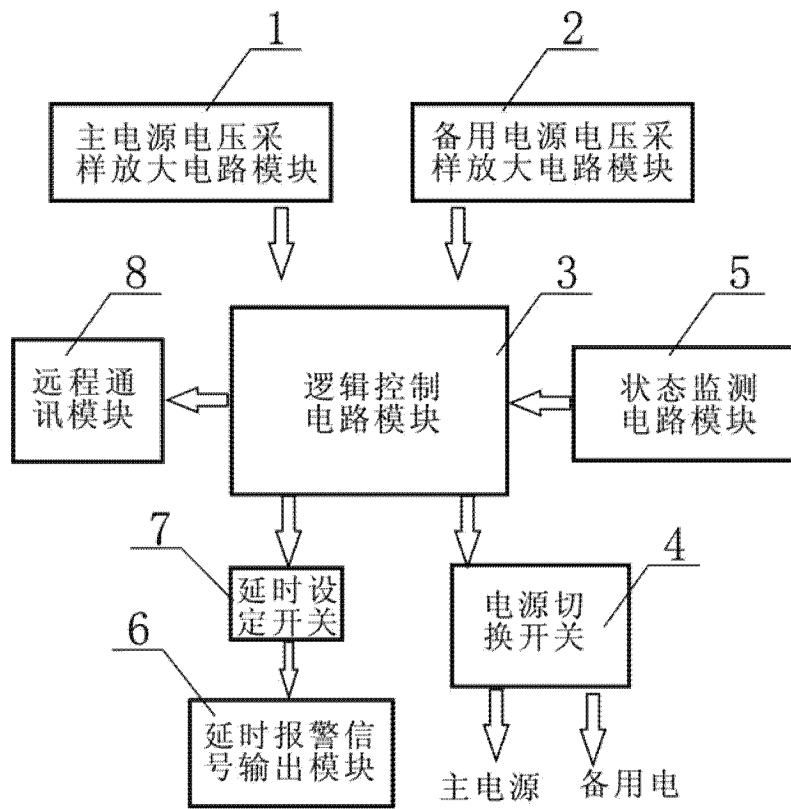 1
2
主电源电压采
样放大电路模块
备用电源电压采
样放大电路模块
8
3
5
远程通
讯模块
逻辑控制
电路模块
状态监测
电路模块
7
4
延时设
定开关
电源切
换开关
6
延时报警信
号输出模块
主电源
备用电